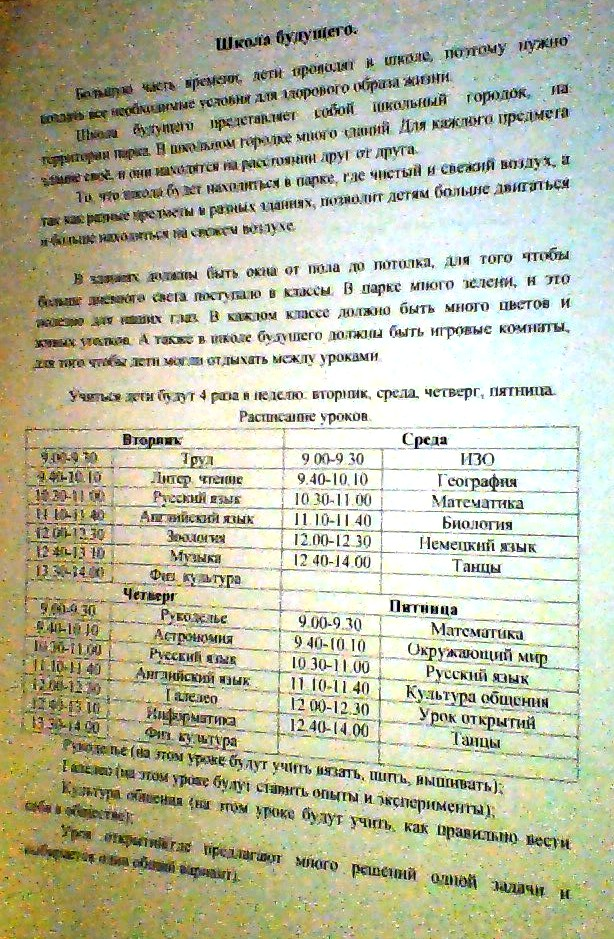 Школа будущего.
Большую часть времени, дети проводят в школе, поэтому нужно
создать все необходимые условия для здорового образа жизни.
Школа будущего представляет собой школьный городок, на
территории парка. В школьном городке много зданий. Для каждого предмета
здание своё, и они находятся на расстоянии друг от друга.
То, что школа будет находиться в парке, где чистый и свежий воздух, а
так как разные предметы в разных зданиях, позволит детям больше двигаться
и больше находиться на свежем воздухе.
В зданиях должны быть окна от пола до потолка, для того чтобы
больше дневного света поступало в классы. В парке много зелени, и это
полезно для наших глаз. В каждом классе должно быть много цветов и
живых уголков. А также в школе будущего должны быть игровые комнаты,
для того чтобы дети могли отдыхать между уроками.
Учиться дети будут 4 раза в неделю: вторник, среда, четверг, пятница.
Расписание уроков.
Вторник Среда
9.00-9.30 Труд 9.00-9.30 ИЗО
9.40-10.10 Литер. чтение 9.40-10.10 География
10.30-11.00 Русский язык 10.30-11.00 Математика
11.10-11.40 Английский язык 11.10-11.40 Биология
12.00-12.30 Зоология 12.00-12.30 Немецкий язык
12.40-13.10 Музыка 12.40-14.00 Танцы
13.30-14.00 Физ. культура
Четверг Пятница
9.00-9.30 Рукоделье 9.00-9.30 Математика
9.40-10.10 Астрономия 9.40-10.10 Окружающий мир
10.30-11.00 Русский язык 10.30-11.00 Русский язык
11.10-11.40 Английский язык 11.10-11.40 Культура общения
12.00-12.30 Галелео 12.00-12.30 Урок открытий
12.40-13.10 Информатика 12.40-14.00 Танцы
13.30-14.00 Физ. культура
Рукоделье (на этом уроке будут учить вязать, шить, вышивать);
Галелео (на этом уроке будут ставить опыты и эксперименты);
Культура общения (на этом уроке будут учить, как правильно вести
себя в обществе);
Урок открытий(где предлагают много решений одной задачи и
выбирается один общий вариант).